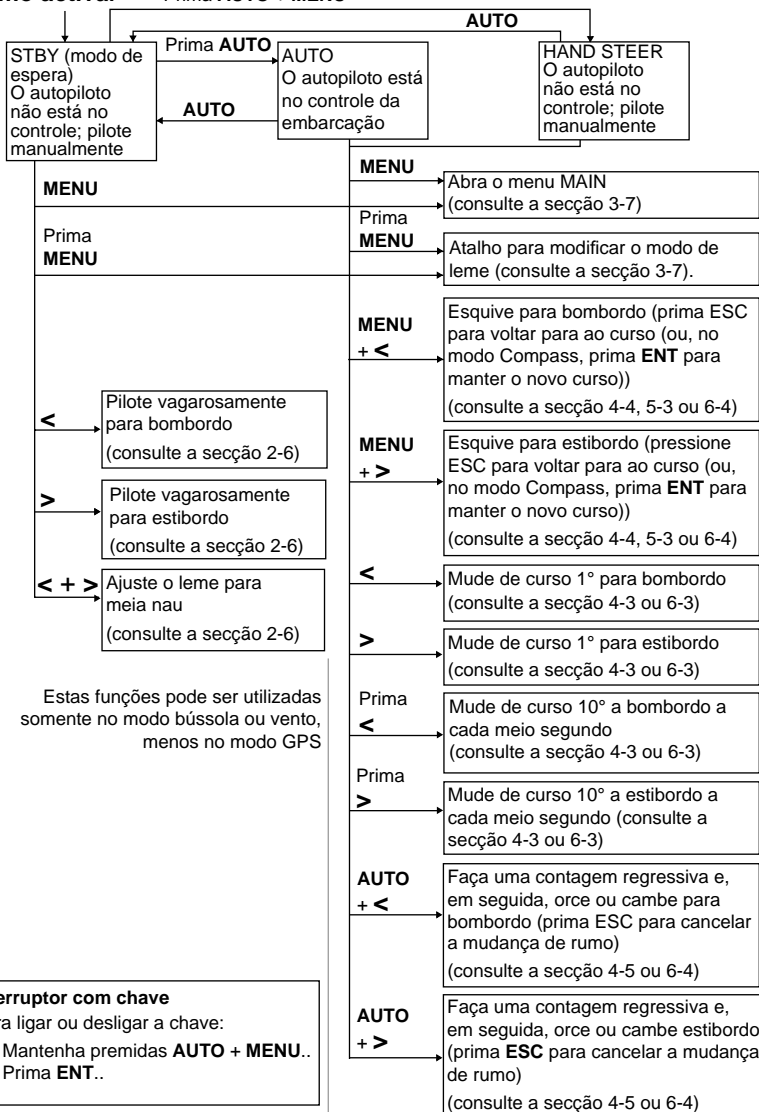 Prima AUTO + MENU
AUTO
STBY (modo de
espera)
O autopiloto
não está no
controle; pilote
manualmente
Prima AUTO
AUTO
AUTO
O autopiloto está
no controle da
embarcação
HAND STEER
O autopiloto
não está no
controle; pilote
manualmente
MENU
Prima
MENU
<
Pilote vagarosamente
para bombordo
(consulte a secção 2-6)
>
Pilote vagarosamente
para estibordo
(consulte a secção 2-6)
< + >
Ajuste o leme para
meia nau
(consulte a secção 2-6)
Estas funções pode ser utilizadas
somente no modo bússola ou vento,
menos no modo GPS
MENU
Abra o menu MAIN
(consulte a secção 3-7)
Prima
MENU
Atalho para modificar o modo de
leme (consulte a secção 3-7).
MENU
+ <
Esquive para bombordo (prima ESC
para voltar para ao curso (ou, no
modo Compass, prima ENT para
manter o novo curso))
(consulte a secção 4-4, 5-3 ou 6-4)
MENU
+ >
Esquive para estibordo (pressione
ESC para voltar para ao curso (ou,
no modo Compass, prima ENT para
manter o novo curso))
(consulte a secção 4-4, 5-3 ou 6-4)
<
Mude de curso 1° para bombordo
(consulte a secção 4-3 ou 6-3)
>
Mude de curso 1° para estibordo
(consulte a secção 4-3 ou 6-3)
Prima
<
Mude de curso 10° a bombordo a
cada meio segundo
(consulte a secção 4-3 ou 6-3)
Prima
>
Mude de curso 10° a estibordo a
cada meio segundo (consulte a
secção 4-3 ou 6-3)
AUTO
+ <
Faça uma contagem regressiva e,
em seguida, orce ou cambe para
bombordo (prima ESC para cancelar
a mudança de rumo)
(consulte a secção 4-5 ou 6-4)
AUTO
+ >
Faça uma contagem regressiva e,
em seguida, orce ou cambe estibordo
(prima ESC para cancelar a mudança
de rumo)
(consulte a secção 4-5 ou 6-4)
erruptor com chave
ra ligar ou desligar a chave:
Mantenha premidas AUTO + MENU..
Prima ENT..